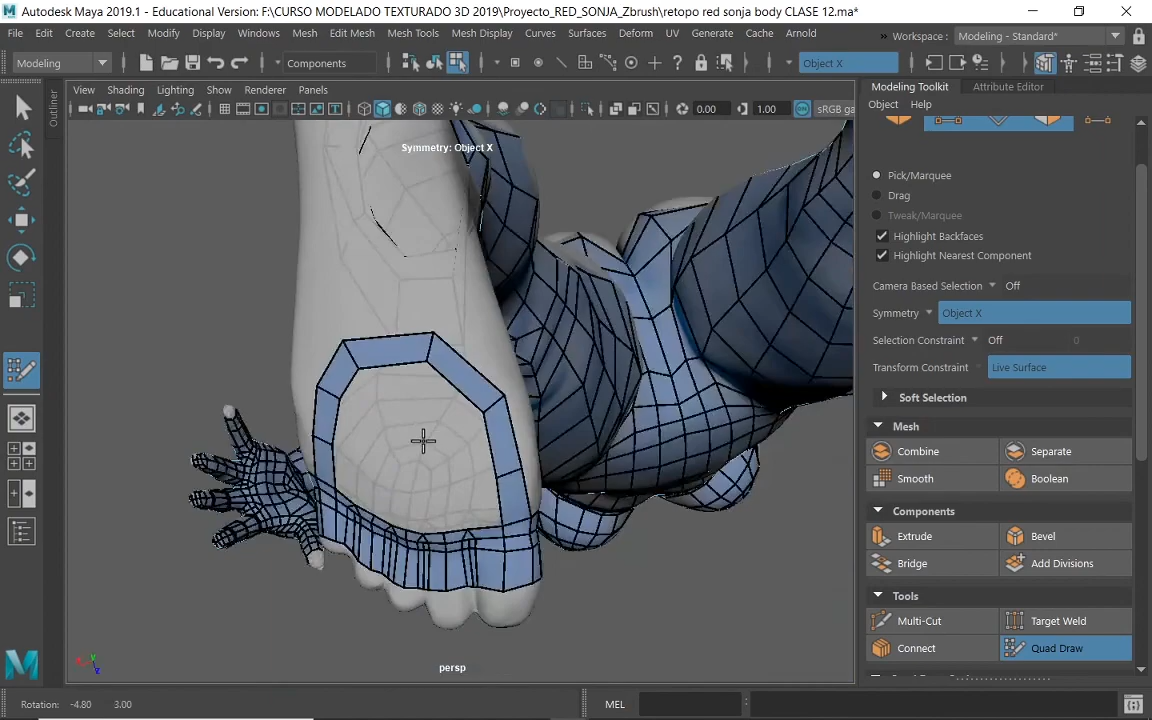 Autodesk Maya 2019.1 - Educational Version: F:\CURSO MODELADO TEXTURADO 3D 2019\Proyecto_RED_SONJA_Zbrush\retopo red sonja body CLASE 12.ma*
File Edit Create Select Modify Display Windows Mesh Edit Mesh Mesh Tools Mesh Display Curves Surfaces Deform UV Generate Cache Arnold Workspace : Modeling - Standard*
Modeling Components Object X
View Shading Lighting Show Renderer Panels
0.00 1.00 sRGB ga
Outliner
Symmetry: Object X
persp
Modeling Toolkit Attribute Editor
Object Help
Pick/Marquee
Drag
Tweak/Marquee
Highlight Backfaces
Highlight Nearest Component
Camera Based Selection Off
Symmetry Object X
Selection Constraint Off 0
Transform Constraint Live Surface
Soft Selection
Mesh
Combine Separate
Smooth Boolean
Components
Extrude Bevel
Bridge Add Divisions
Tools
Multi-Cut Target Weld
Connect Quad Draw
Rotation: -4.80 3.00 MEL